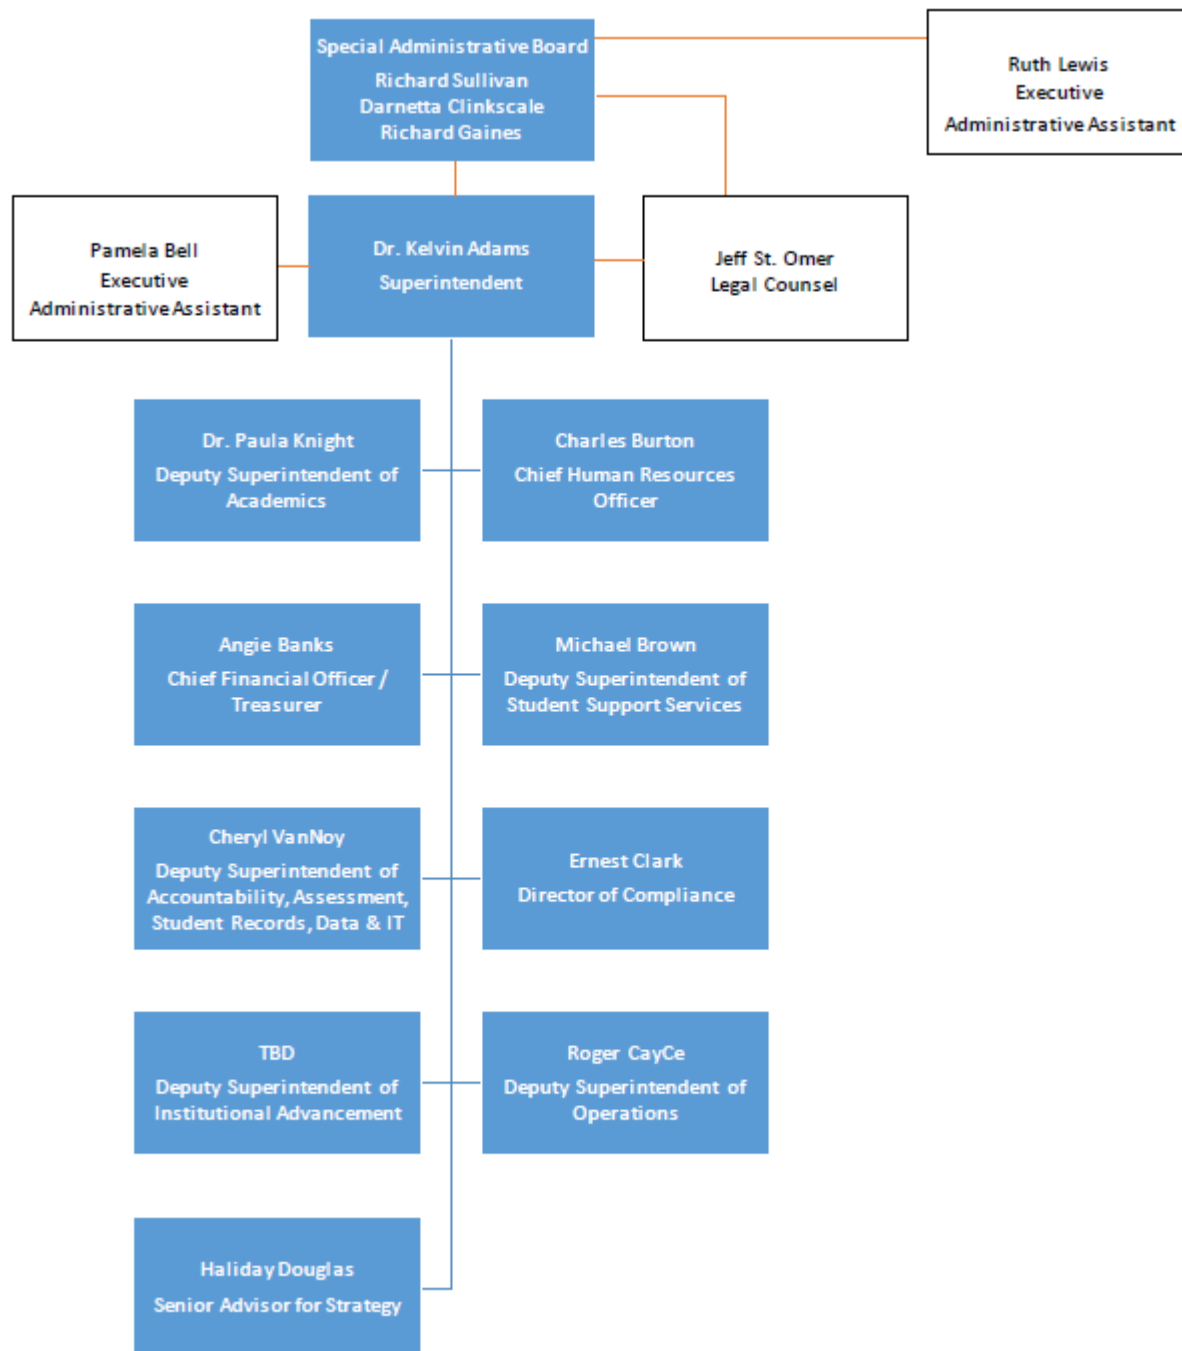 Special Administrative Board
Richard Sullivan
Darnetta Clinkscale
Richard Gaines
Ruth Lewis
Executive
Administrative Assistant
Pamela Bell
Executive
Administrative Assistant
Dr. Kelvin Adams
Superintendent
Jeff St. Omer
Legal Counsel
Dr. Paula Knight
Deputy Superintendent of
Academics
Charles Burton
Chief Human Resources
Officer
Angie Banks
Chief Financial Officer /
Treasurer
Michael Brown
Deputy Superintendent of
Student Support Services
Cheryl VanNoy
Deputy Superintendent of
Accountability, Assessment,
Student Records, Data & IT
Ernest Clark
Director of Compliance
TBD
Deputy Superintendent of
Institutional Advancement
Roger CayCe
Deputy Superintendent of
Operations
Haliday Douglas
Senior Advisor for Strategy